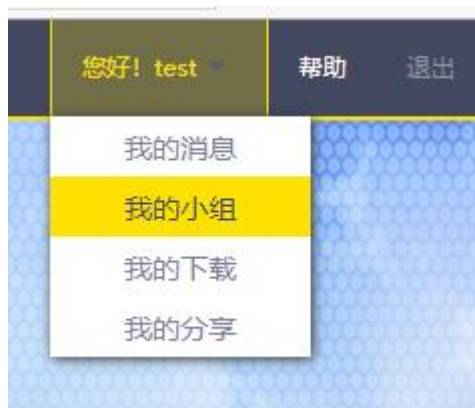 您好！test 帮助 退出
我的消息
我的小组
我的下载
我的分享